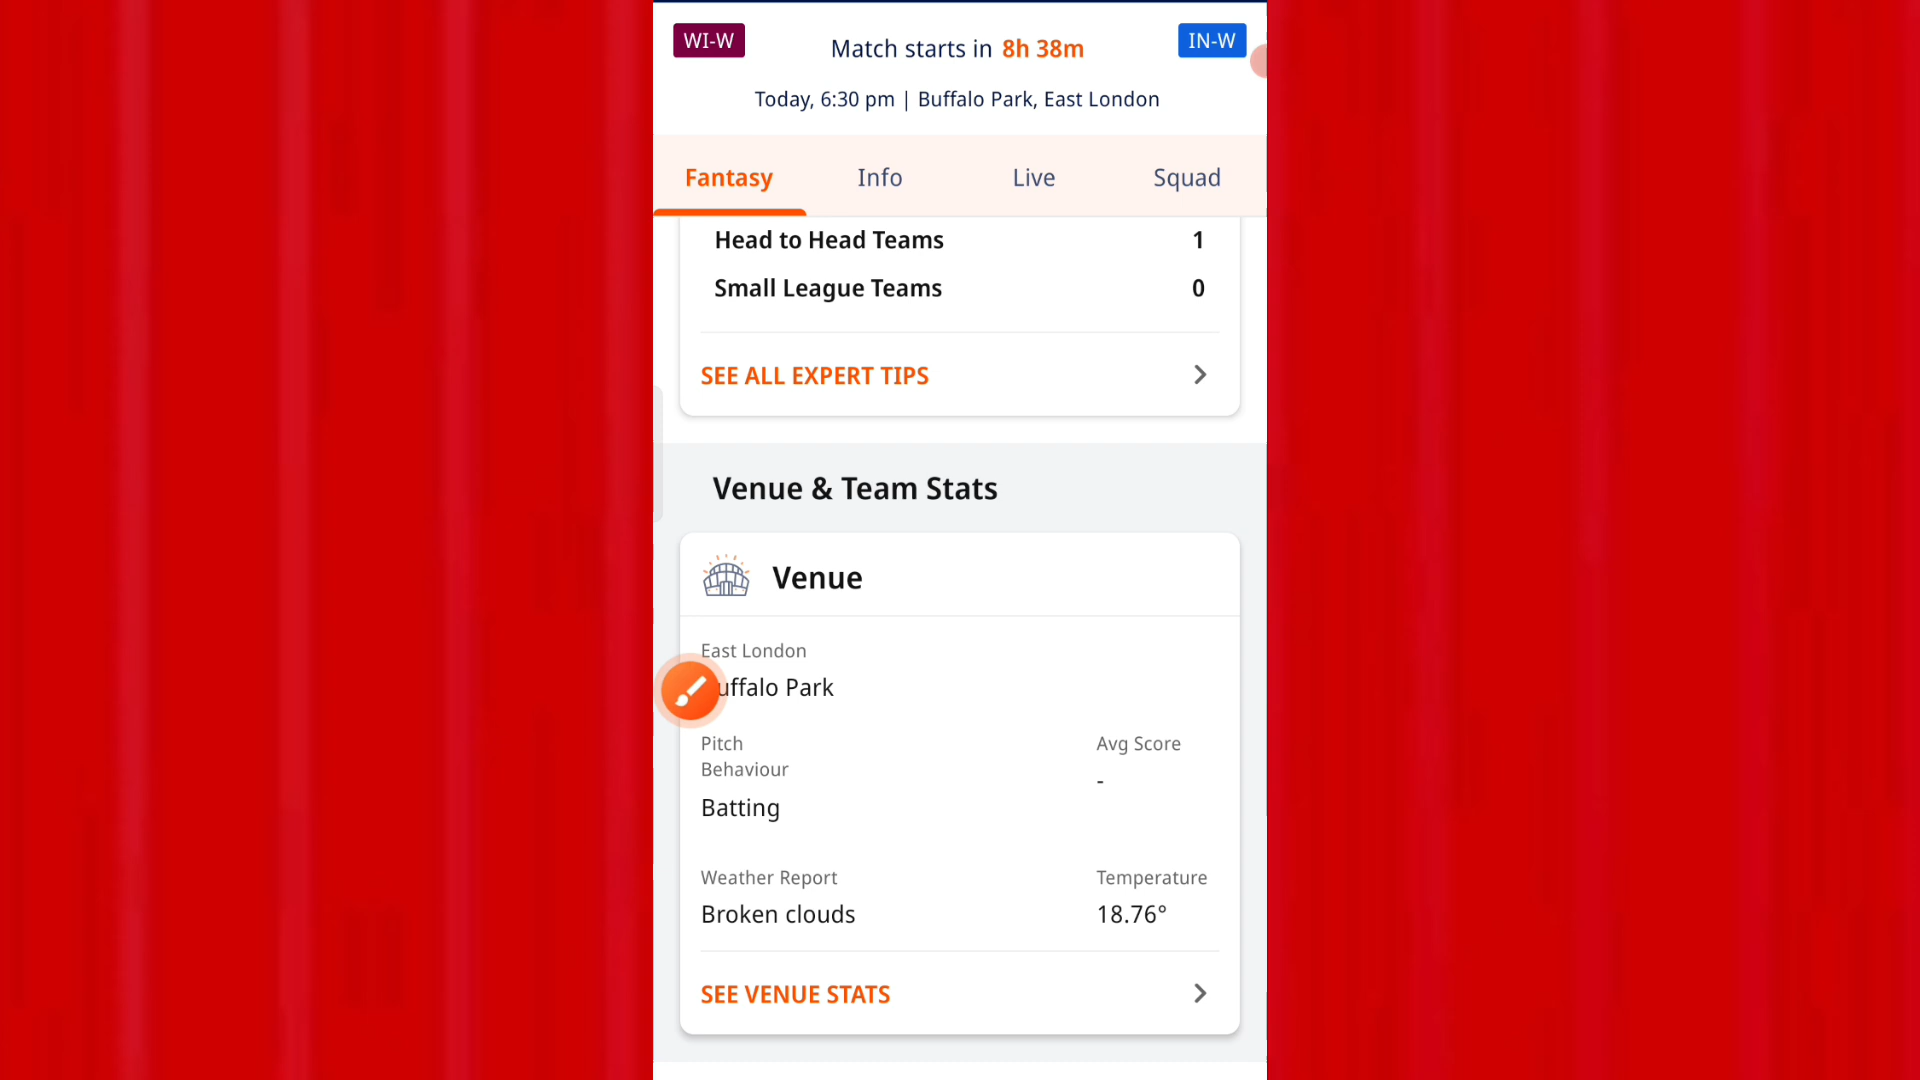 WI-W
Match starts in 8h 38m
IN-W
Today, 6:30 pm | Buffalo Park, East London
Fantasy Info Live Squad
Head to Head Teams 1
Small League Teams 0
SEE ALL EXPERT TIPS
Venue & Team Stats
Venue
East London
uffalo Park
Pitch Behaviour
Avg Score
-
Batting
Weather Report Temperature
Broken clouds 18.76°
SEE VENUE STATS